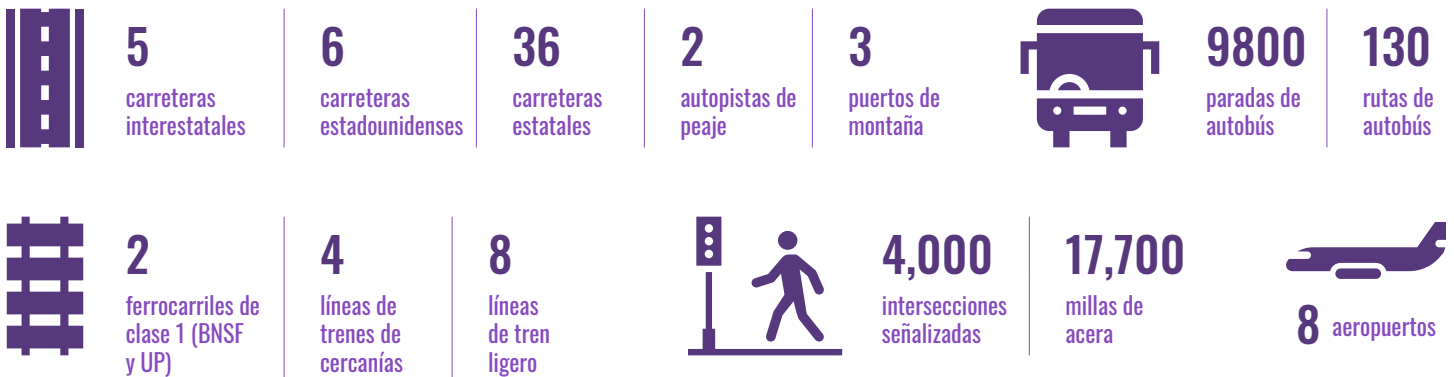 5
carreteras
interestatales
6
carreteras
estadounidenses
36
carreteras
estatales
2
autopistas de
peaje
3
puertos de
montaña
9800
paradas de
autobús
130
rutas de
autobús
2
ferrocarriles de
clase 1 (BNSF
y UP)
4
líneas de
trenes de
cercanías
8
líneas
de tren
ligero
4,000
intersecciones
señalizadas
17,700
millas de
acera
8 aeropuertos